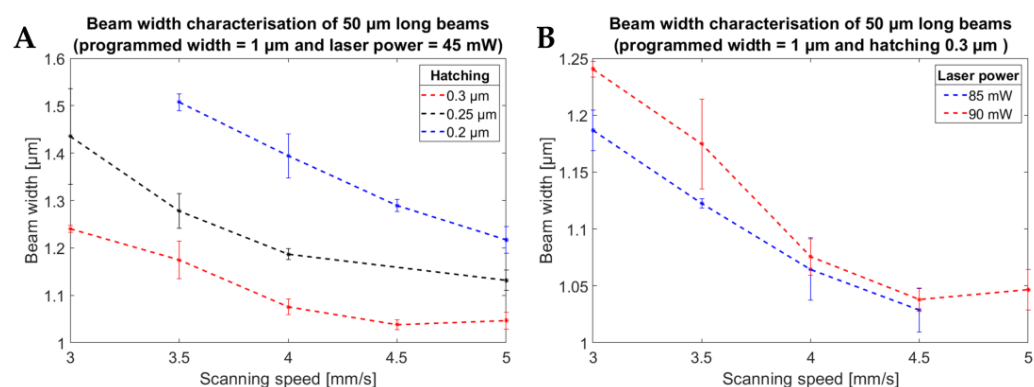 A
Beam width characterisation of 50 µm long beams
(programmed width = 1 µm and laser power = 45 mW)
1.6
1.5
1.4
1.3
1.2
1.1
1
Beam width [µm]
Hatching
0.3 µm
0.25 µm
0.2 µm
3
3.5
4
4.5
5
Scanning speed [mm/s]
B
Beam width characterisation of 50 µm long beams
(programmed width = 1 µm and hatching 0.3 µm )
1.25
1.2
1.15
1.1
1.05
1
Beam width [µm]
Laser power
85 mW
90 mW
3
3.5
4
4.5
5
Scanning speed [mm/s]